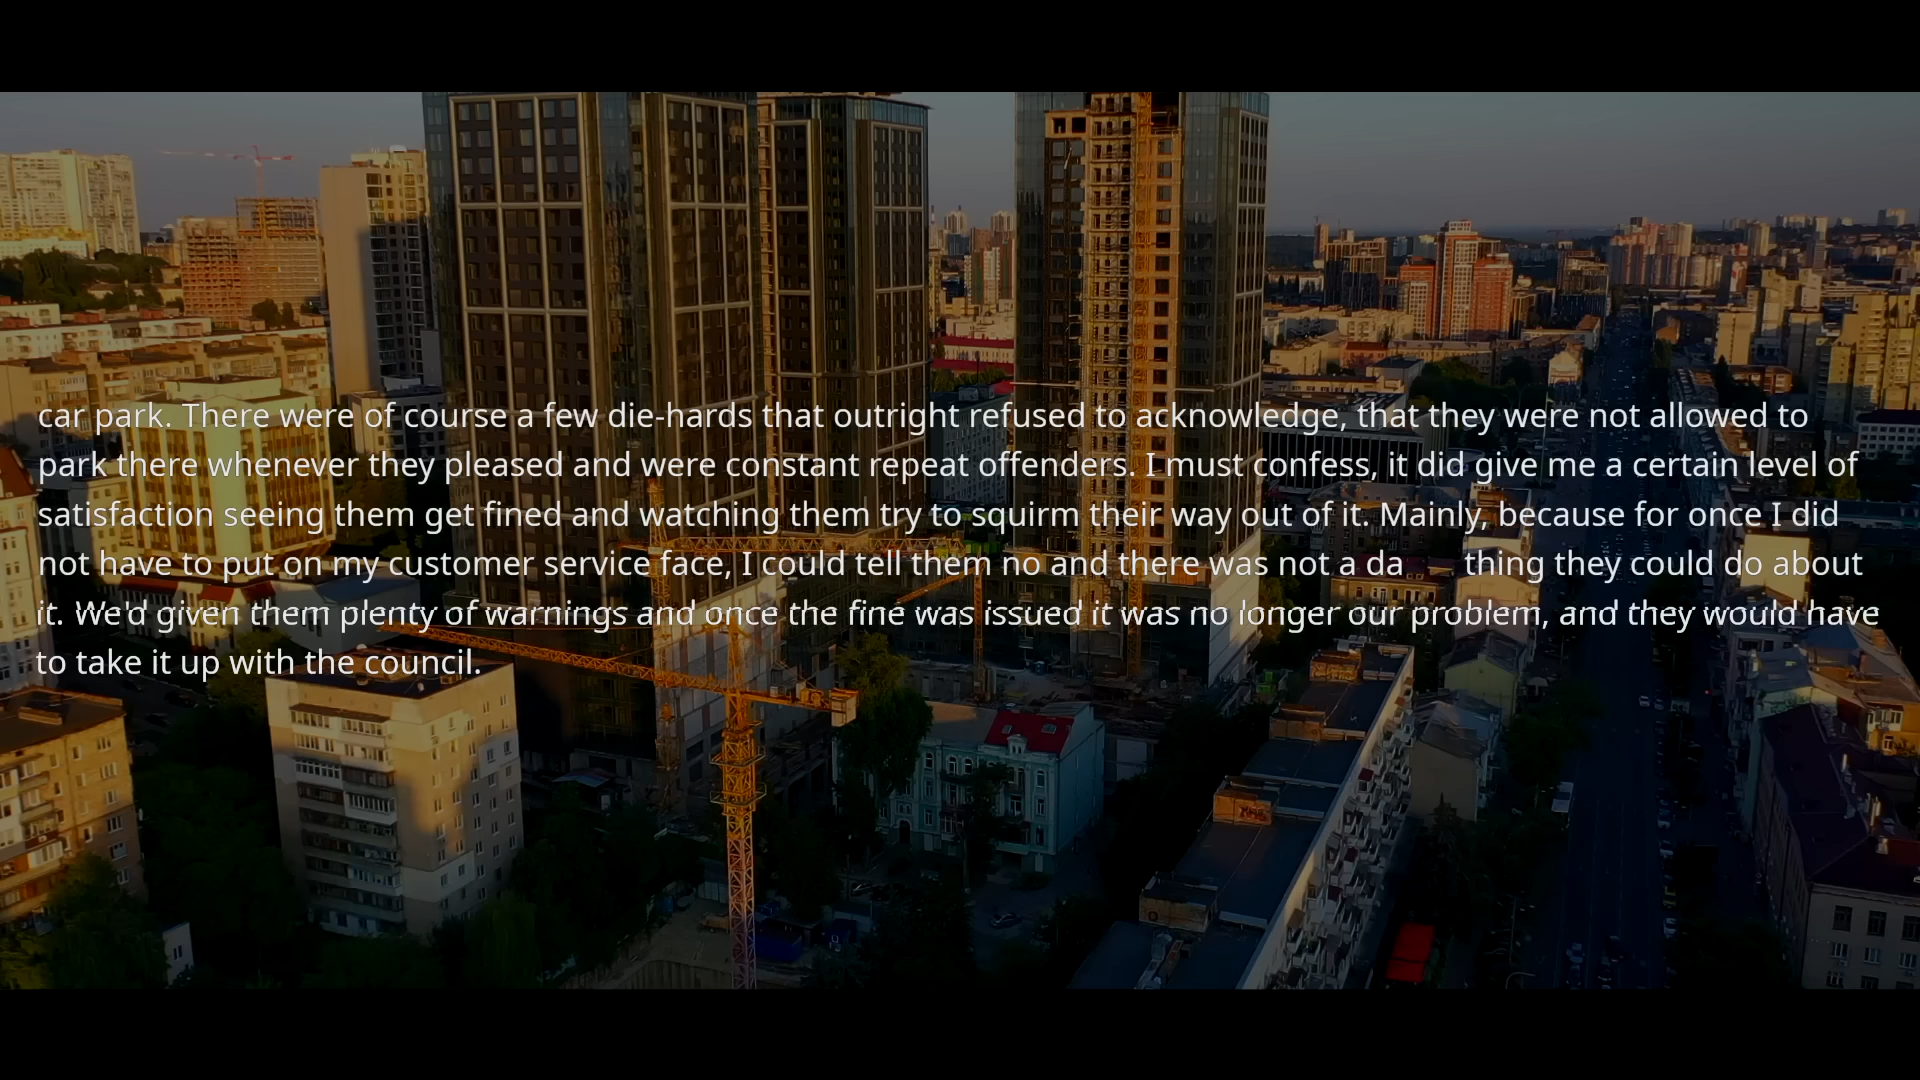 car park. There were of course a few die-hards that outright refused to acknowledge, that they were not allowed to
park there whenever they pleased and were constant repeat offenders. I must confess, it did give me a certain level of
satisfaction seeing them get fined and watching them try to squirm their way out of it. Mainly, because for once I did
not have to put on my customer service face, I could tell them no and there was not a da thing they could do about
it. We'd given them plenty of warnings and once the fine was issued it was no longer our problem, and they would have
to take it up with the council.